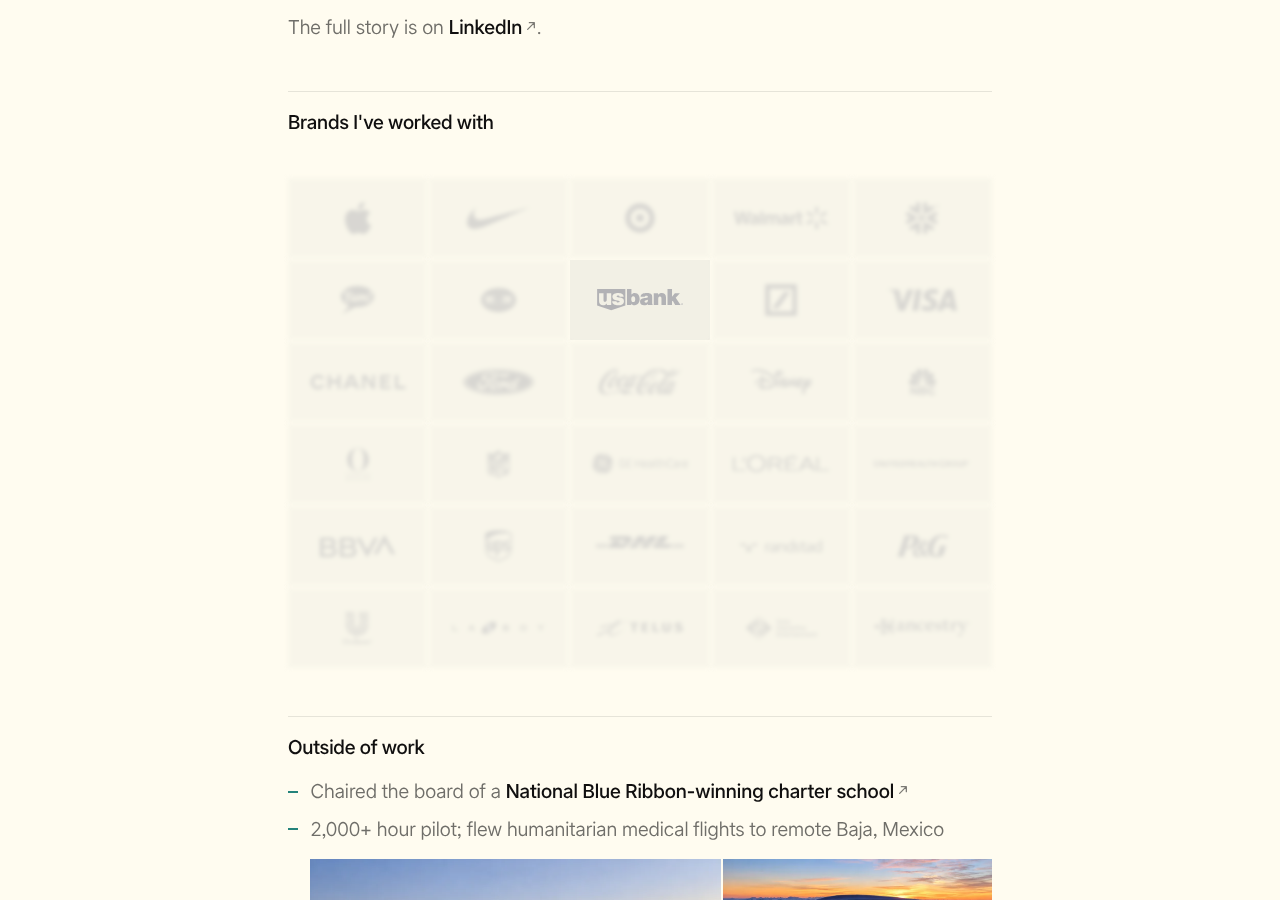 The full story is on LinkedIn ↗.
Brands I've worked with
Walmart
usbank
VISA
CHANEL
Ford
Coca-Cola
Disney
L'ORÉAL
BBVA
ups
randstad
P&G
TELUS
ancestry
Outside of work
Chaired the board of a National Blue Ribbon-winning charter school ↗
2,000+ hour pilot; flew humanitarian medical flights to remote Baja, Mexico